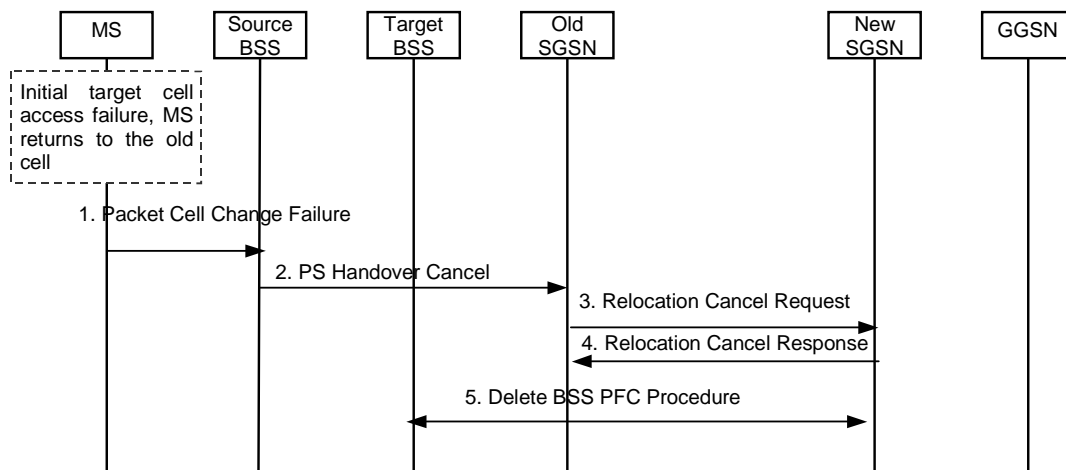 MS
Source
BSS
Target
BSS
Old
SGSN
New
SGSN
GGSN
Initial target cell
access failure, MS
returns to the old
cell
1. Packet Cell Change Failure
2. PS Handover Cancel
3. Relocation Cancel Request
4. Relocation Cancel Response
5. Delete BSS PFC Procedure